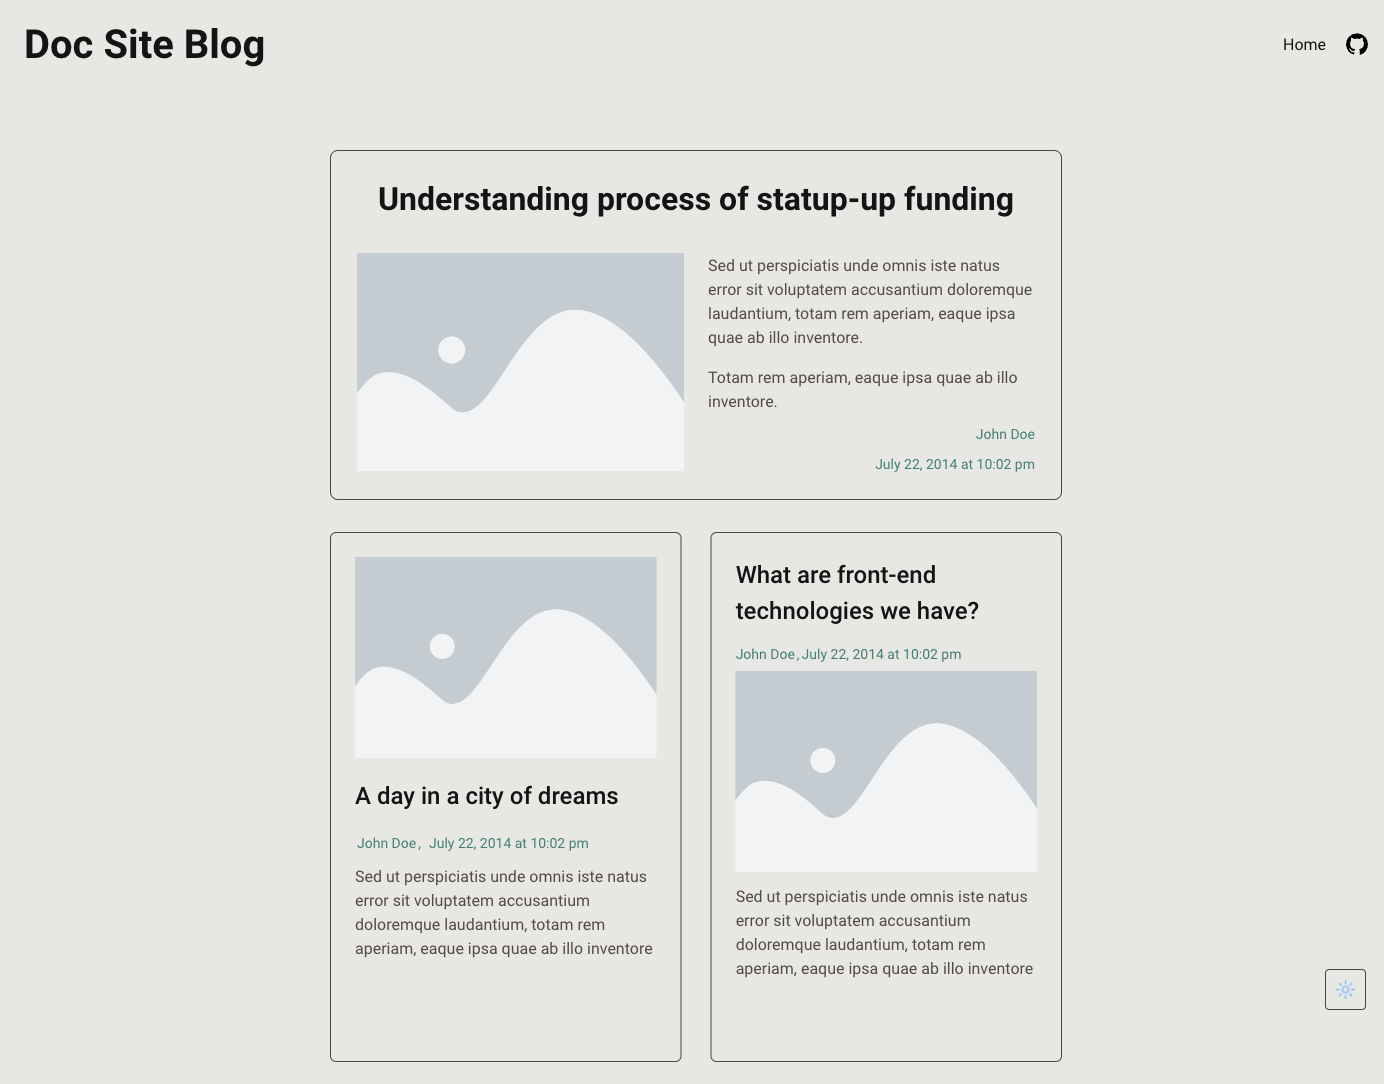 Doc Site Blog
Home
Understanding process of statup-up funding
Sed ut perspiciatis unde omnis iste natus
error sit voluptatem accusantium doloremque
laudantium, totam rem aperiam, eaque ipsa
quae ab illo inventore.
Totam rem aperiam, eaque ipsa quae ab illo
inventore.
John Doe
July 22, 2014 at 10:02 pm
A day in a city of dreams
John Doe, July 22, 2014 at 10:02 pm
Sed ut perspiciatis unde omnis iste natus
error sit voluptatem accusantium
doloremque laudantium, totam rem
aperiam, eaque ipsa quae ab illo inventore
What are front-end
technologies we have?
John Doe, July 22, 2014 at 10:02 pm
Sed ut perspiciatis unde omnis iste natus
error sit voluptatem accusantium
doloremque laudantium, totam rem
aperiam, eaque ipsa quae ab illo inventore